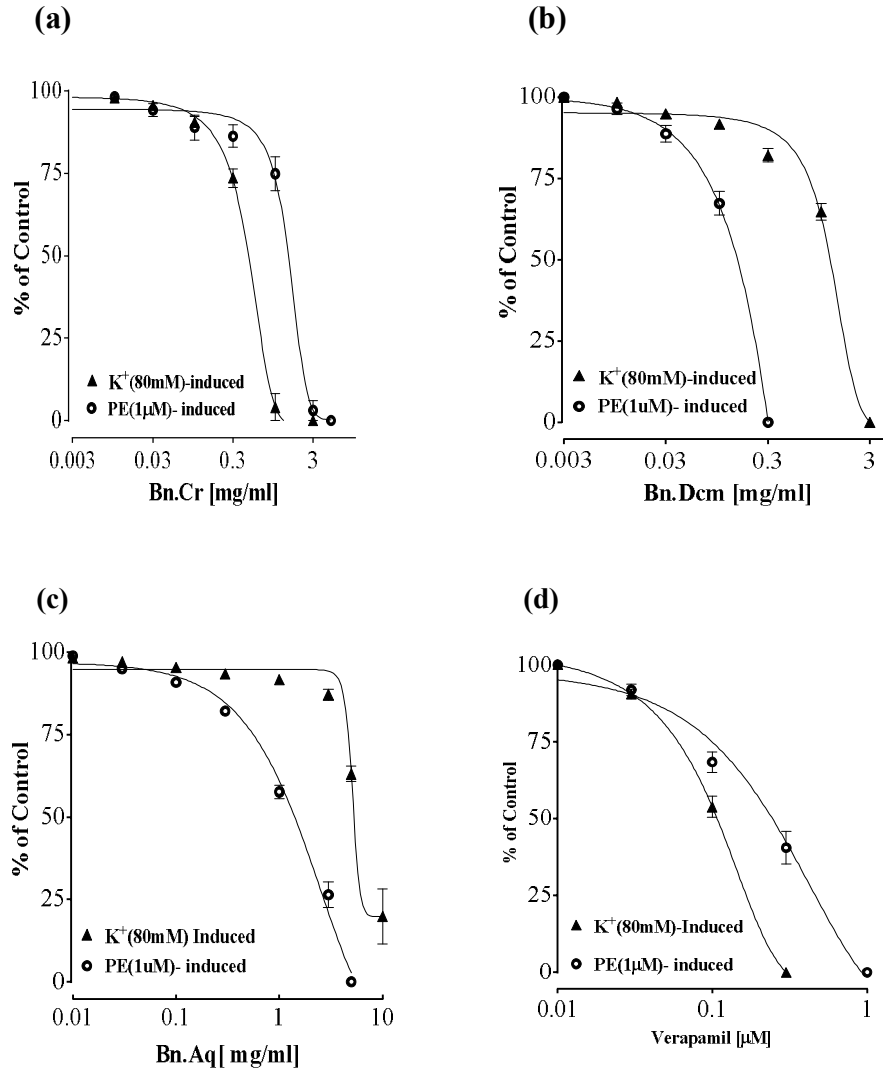 (a)
100
75
50
25
0
% of Control
K⁺(80mM)-induced
PE(1μM)- induced
0.003 0.03 0.3 3
Bn.Cr [mg/ml]
(b)
100
75
50
25
0
% of Control
K⁺(80mM)-induced
PE(1uM)- induced
0.003 0.03 0.3 3
Bn.Dcm [mg/ml]
(c)
100
75
50
25
0
% of Control
K⁺(80mM) Induced
PE(1uM)- induced
0.01 0.1 1 10
Bn.Aq[ mg/ml]
(d)
100
75
50
25
0
% of Control
K⁺(80mM)-Induced
PE(1μM)- induced
0.01 0.1 1
Verapamil [μM]